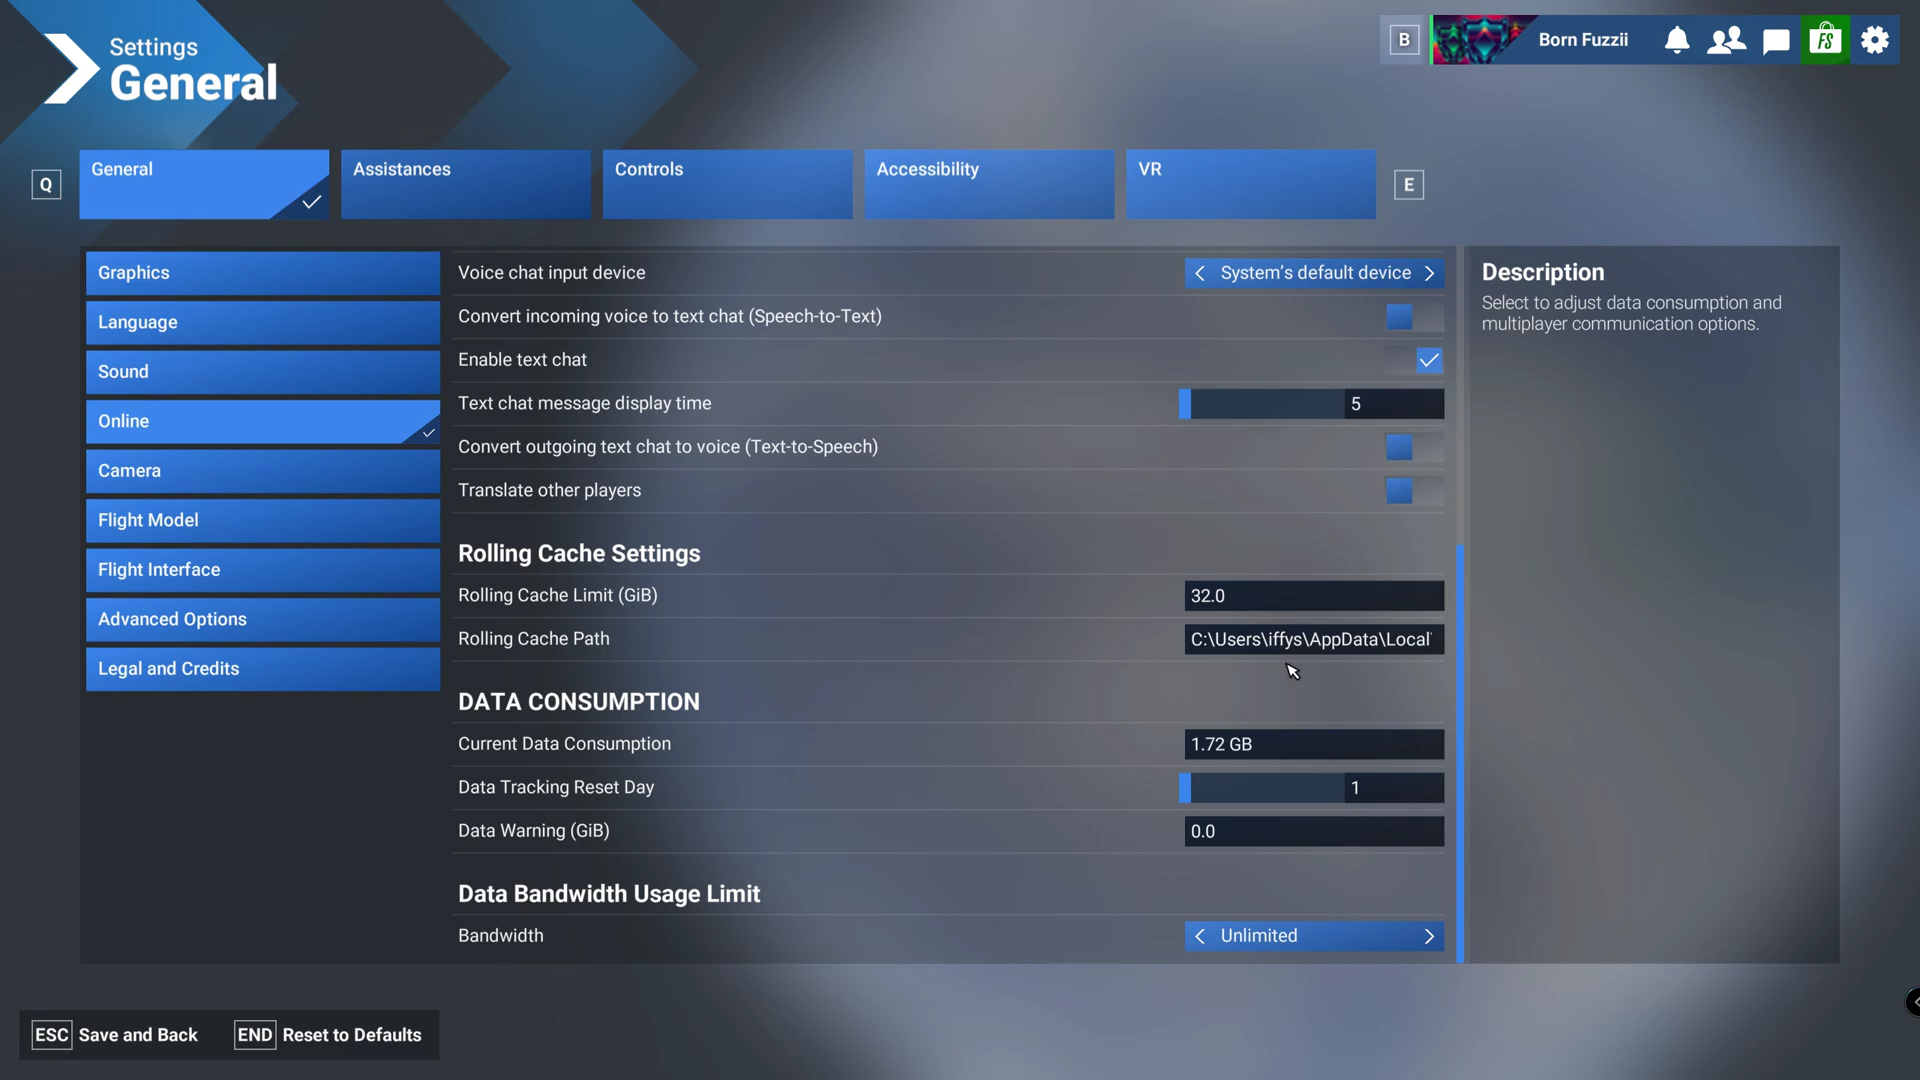 Settings
General
B
Born Fuzzii
FS
Q
General
Assistances
Controls
Accessibility
VR
E
Graphics
Language
Sound
Online
Camera
Flight Model
Flight Interface
Advanced Options
Legal and Credits
Voice chat input device
System's default device
Convert incoming voice to text chat (Speech-to-Text)
Enable text chat
Text chat message display time
5
Convert outgoing text chat to voice (Text-to-Speech)
Translate other players
Rolling Cache Settings
Rolling Cache Limit (GiB)
32.0
Rolling Cache Path
C:\Users\iffys\AppData\Local
DATA CONSUMPTION
Current Data Consumption
1.72 GB
Data Tracking Reset Day
1
Data Warning (GiB)
0.0
Data Bandwidth Usage Limit
Bandwidth
Unlimited
Description
Select to adjust data consumption and
multiplayer communication options.
ESC Save and Back
END Reset to Defaults